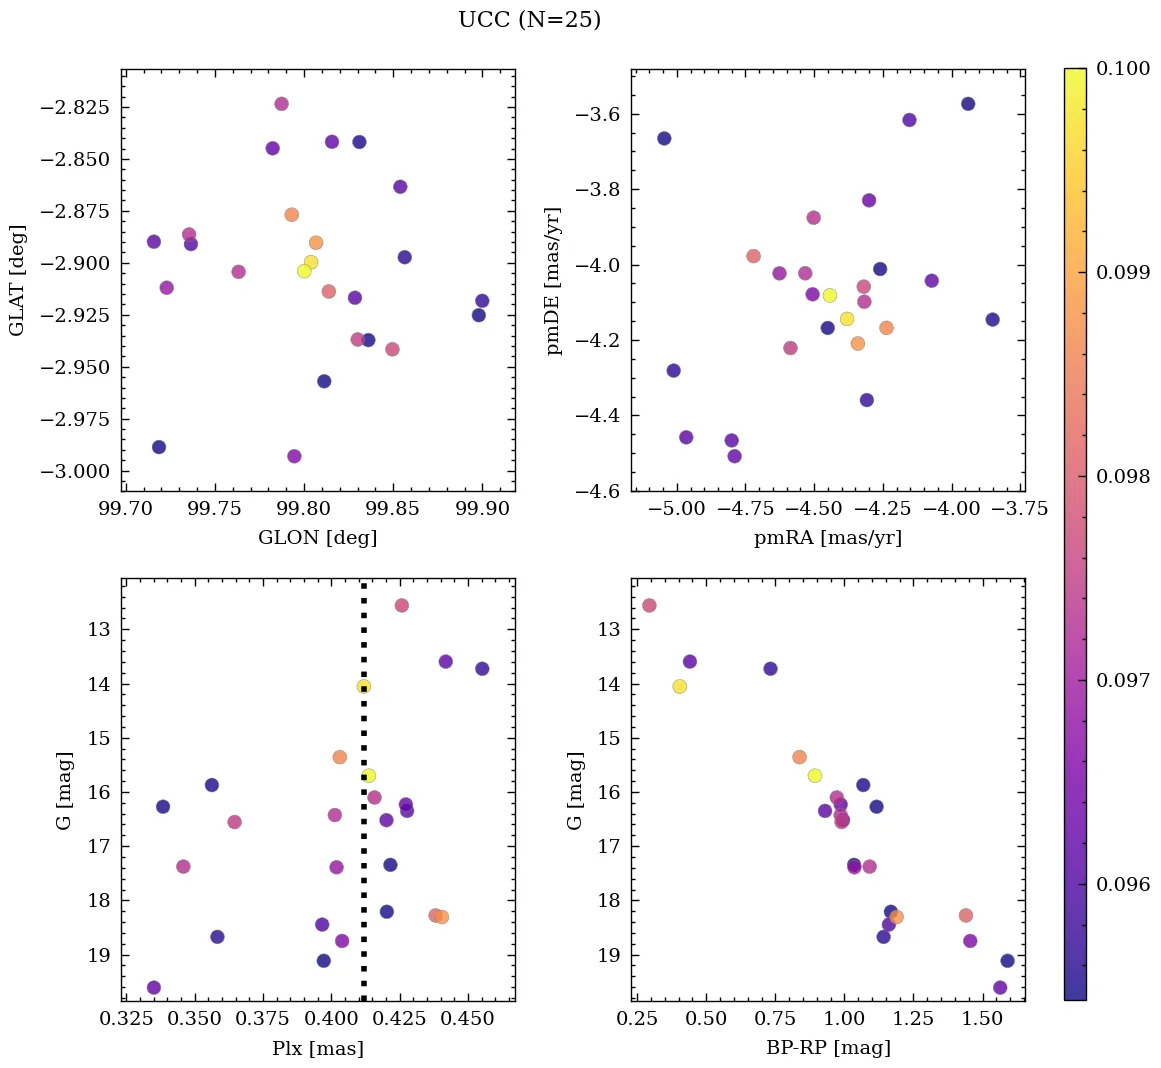 UCC (N=25)
−2.825
−2.850
−2.875
−2.900
−2.925
−2.950
−2.975
−3.000
GLAT [deg]
99.70 99.75 99.80 99.85 99.90
GLON [deg]
−3.6
−3.8
−4.0
−4.2
−4.4
−4.6
pmDE [mas/yr]
−5.00 −4.75 −4.50 −4.25 −4.00 −3.75
pmRA [mas/yr]
13
14
15
16
17
18
19
G [mag]
0.325 0.350 0.375 0.400 0.425 0.450
Plx [mas]
13
14
15
16
17
18
19
G [mag]
0.25 0.50 0.75 1.00 1.25 1.50
BP-RP [mag]
0.100
0.099
0.098
0.097
0.096